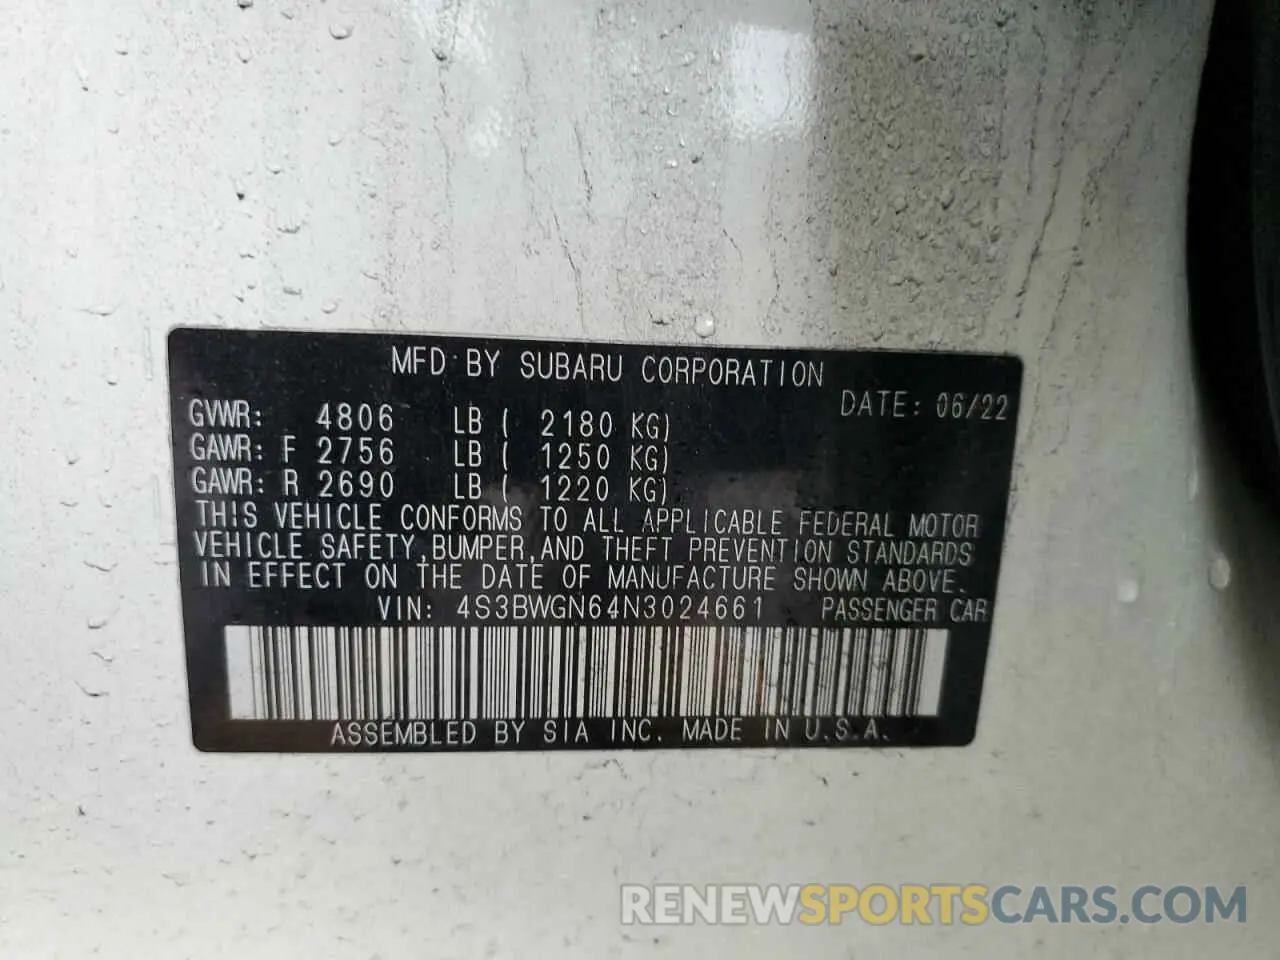 MFD BY SUBARU CORPORATION
DATE: 06/22
GVWR: 4806 LB ( 2180 KG)
GAWR: F 2756 LB ( 1250 KG)
GAWR: R 2690 LB ( 1220 KG)
THIS VEHICLE CONFORMS TO ALL APPLICABLE FEDERAL MOTOR
VEHICLE SAFETY, BUMPER, AND THEFT PREVENTION STANDARDS
IN EFFECT ON THE DATE OF MANUFACTURE SHOWN ABOVE.
VIN: 4S3BWGN64N3024661 PASSENGER CAR
ASSEMBLED BY SIA INC. MADE IN U.S.A.
RENEWSPORTSCARS.COM